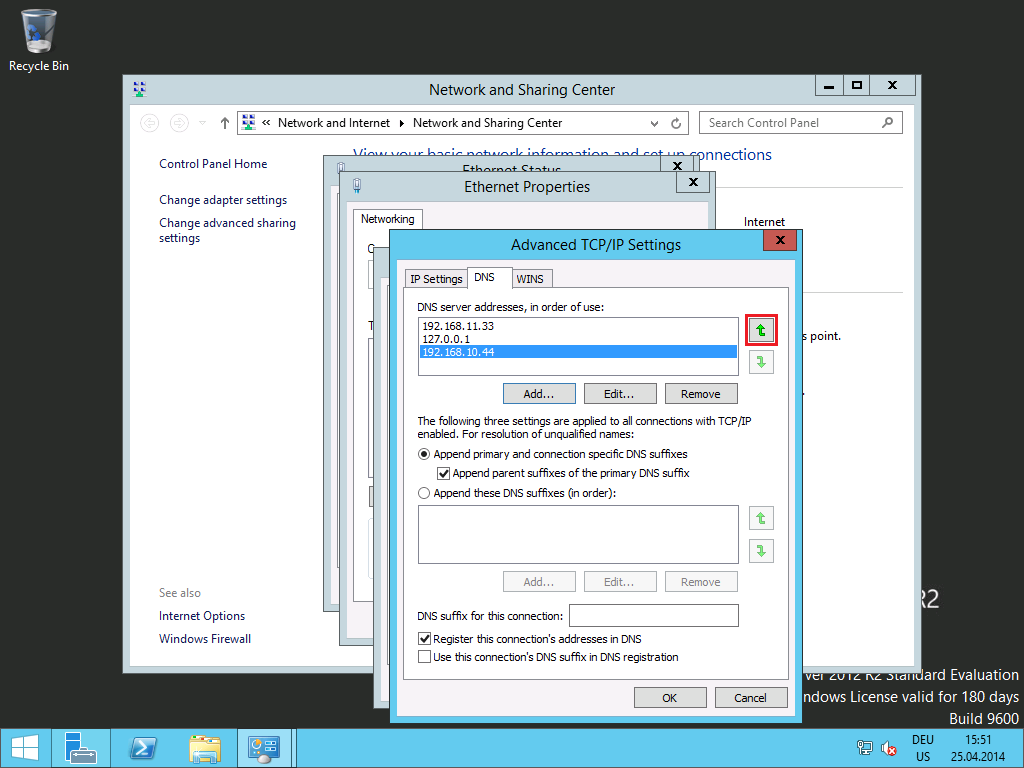 Recycle Bin
Network and Sharing Center
« Network and Internet Network and Sharing Center
Search Control Panel
Control Panel Home
Change adapter settings
Change advanced sharing
settings
View your basic network information and set up connections
Ethernet Status
Ethernet Properties
Networking
Internet
s point.
Advanced TCP/IP Settings
IP Settings DNS WINS
DNS server addresses, in order of use:
192.168.11.33
127.0.0.1
192.168.10.44
Add... Edit... Remove
The following three settings are applied to all connections with TCP/IP
enabled. For resolution of unqualified names:
Append primary and connection specific DNS suffixes
Append parent suffixes of the primary DNS suffix
Append these DNS suffixes (in order):
Add... Edit... Remove
DNS suffix for this connection:
Register this connection's addresses in DNS
Use this connection's DNS suffix in DNS registration
OK Cancel
See also
Internet Options
Windows Firewall
R2
ver 2012 R2 Standard Evaluation
ndows License valid for 180 days
Build 9600
DEU
US
15:51
25.04.2014